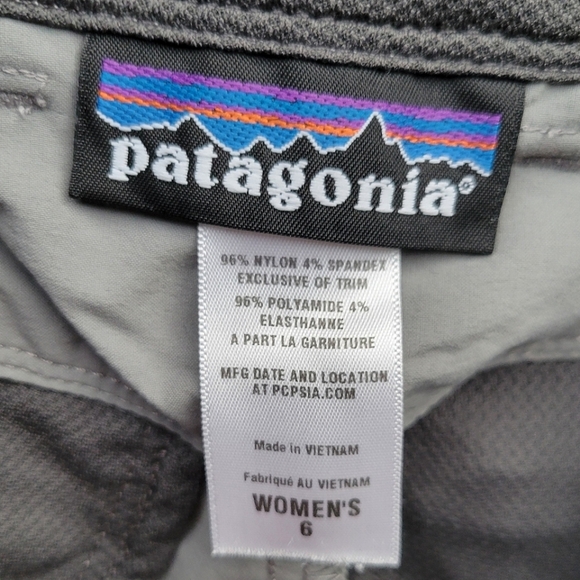 patagonia®
96% NYLON 4% SPANDEX
EXCLUSIVE OF TRIM
96% POLYAMIDE 4%
ELASTHANNE
A PART LA GARNITURE
MFG DATE AND LOCATION
AT PCPSIA.COM
Made in VIETNAM
Fabriqué AU VIETNAM
WOMEN'S
6